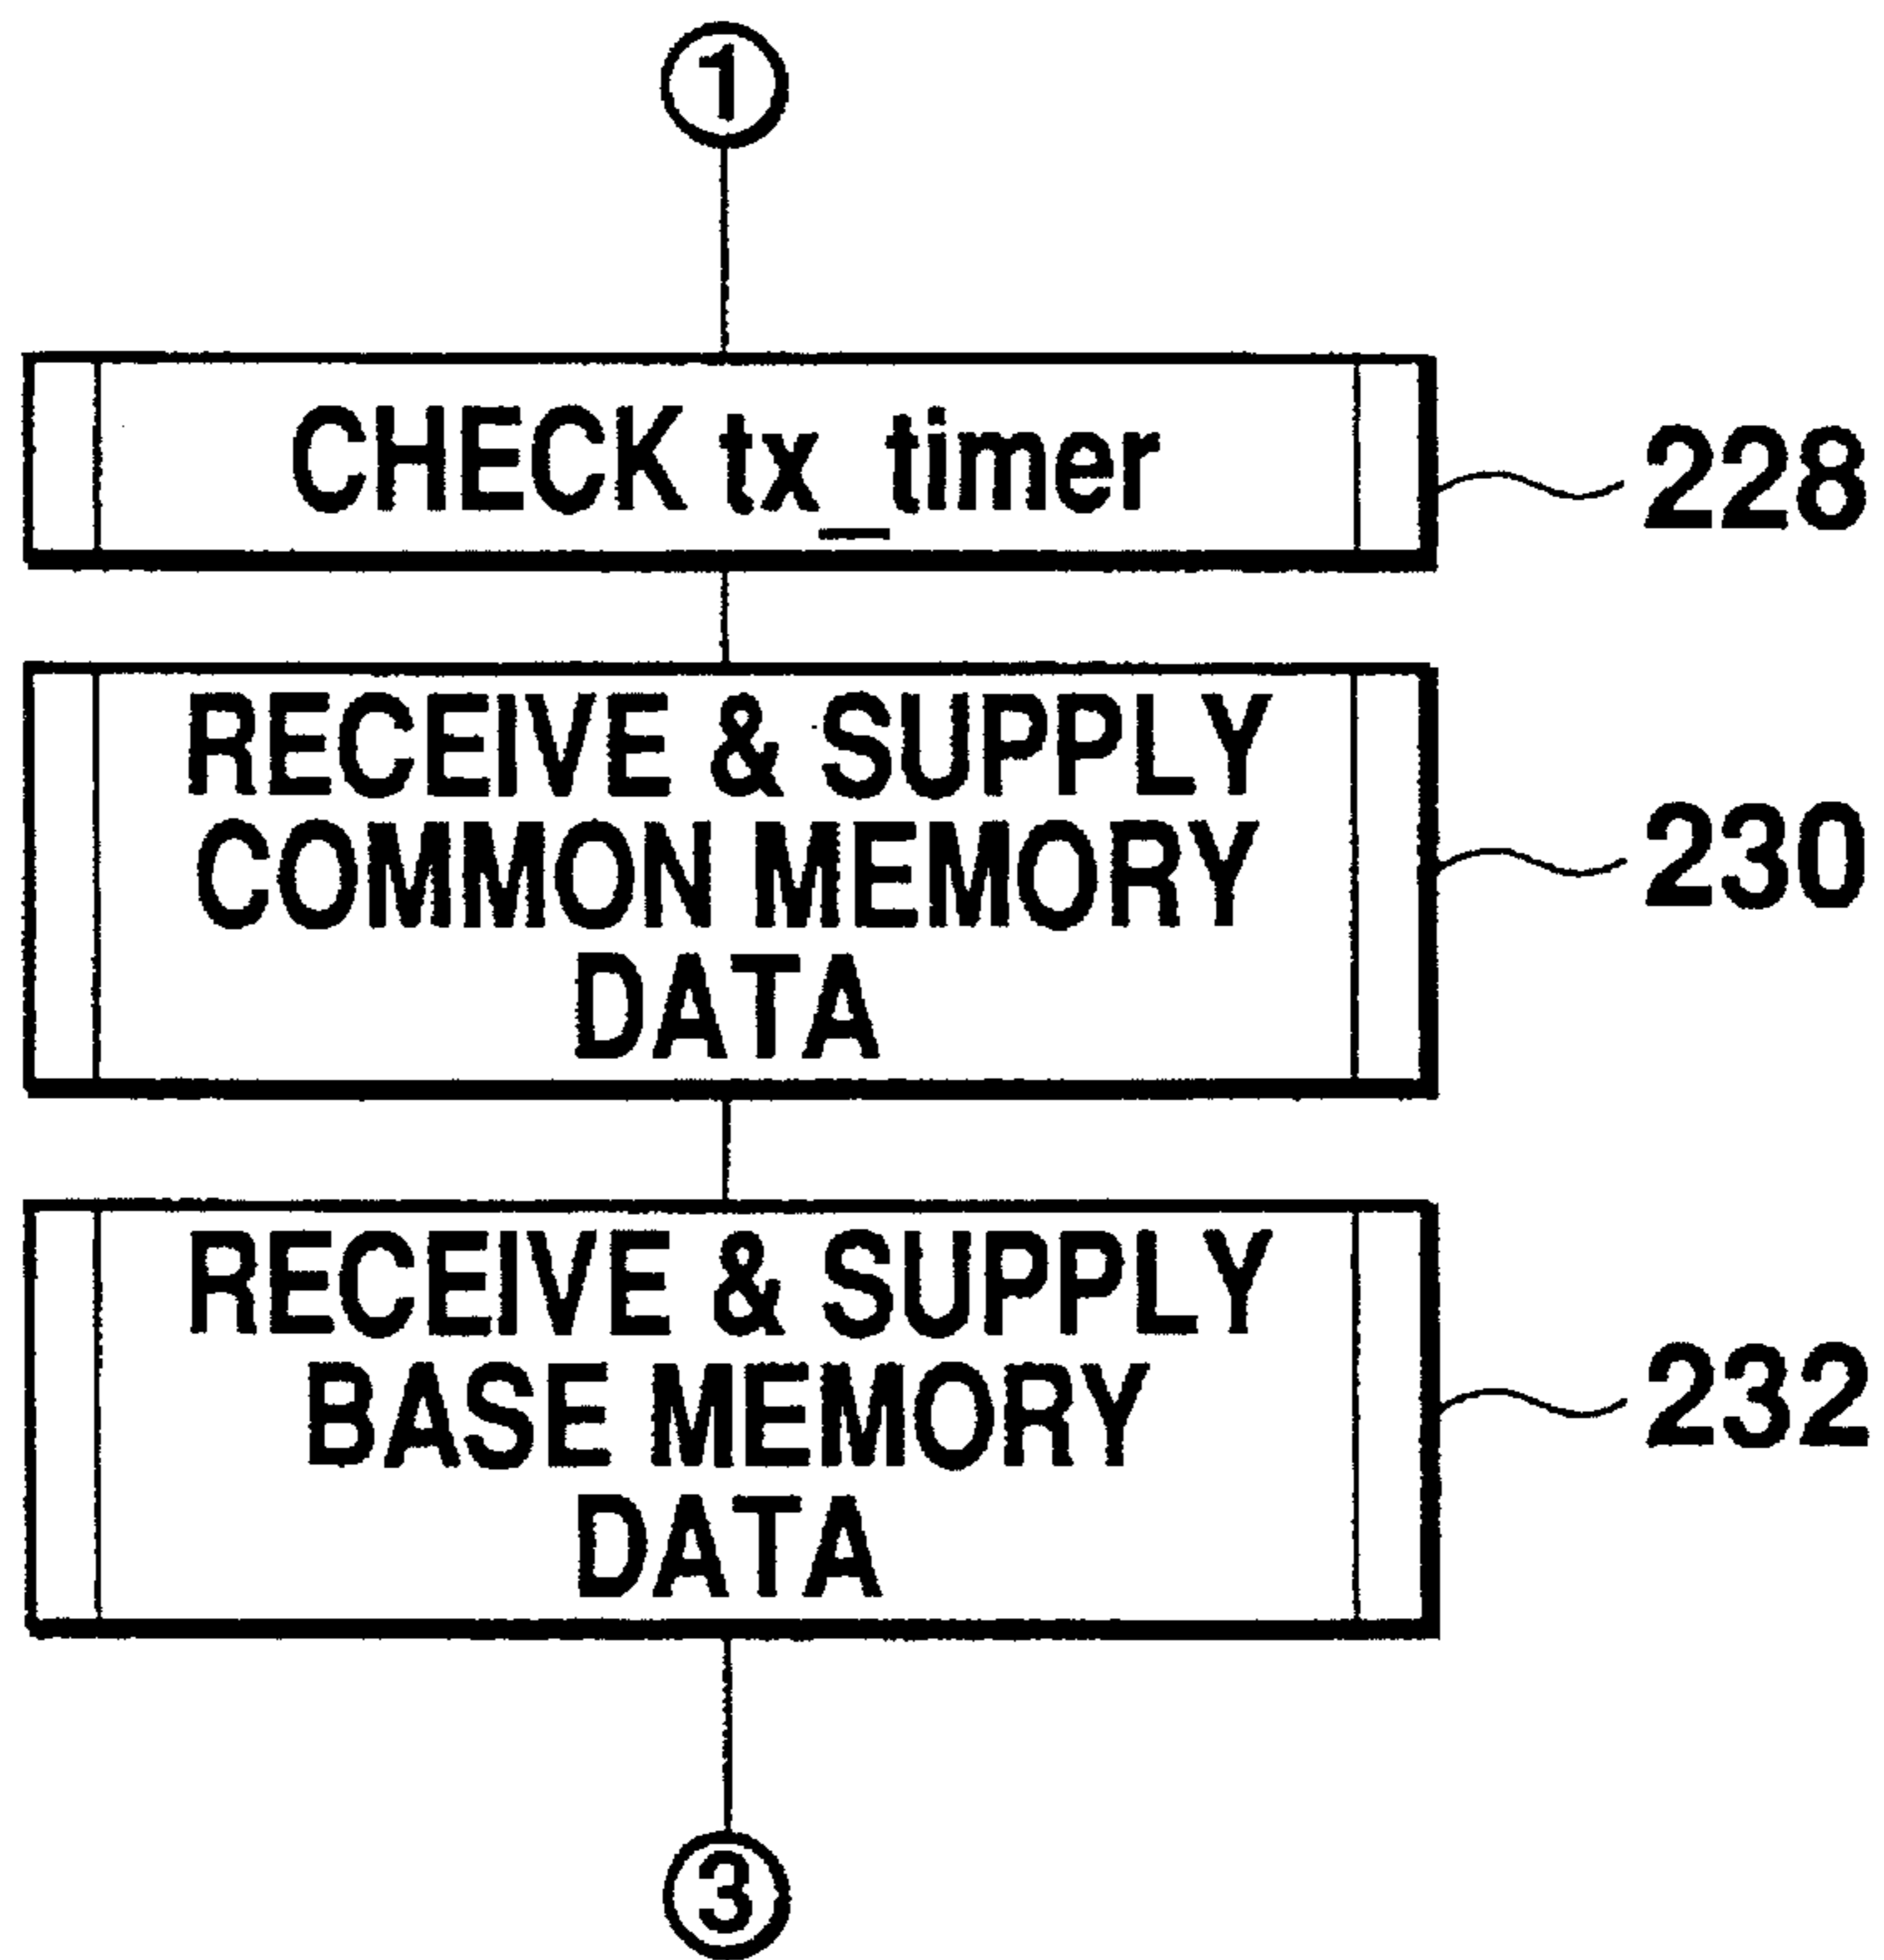 1
CHECK tx_timer
228
RECEIVE & SUPPLY
COMMON MEMORY
DATA
230
RECEIVE & SUPPLY
BASE MEMORY
DATA
232
3